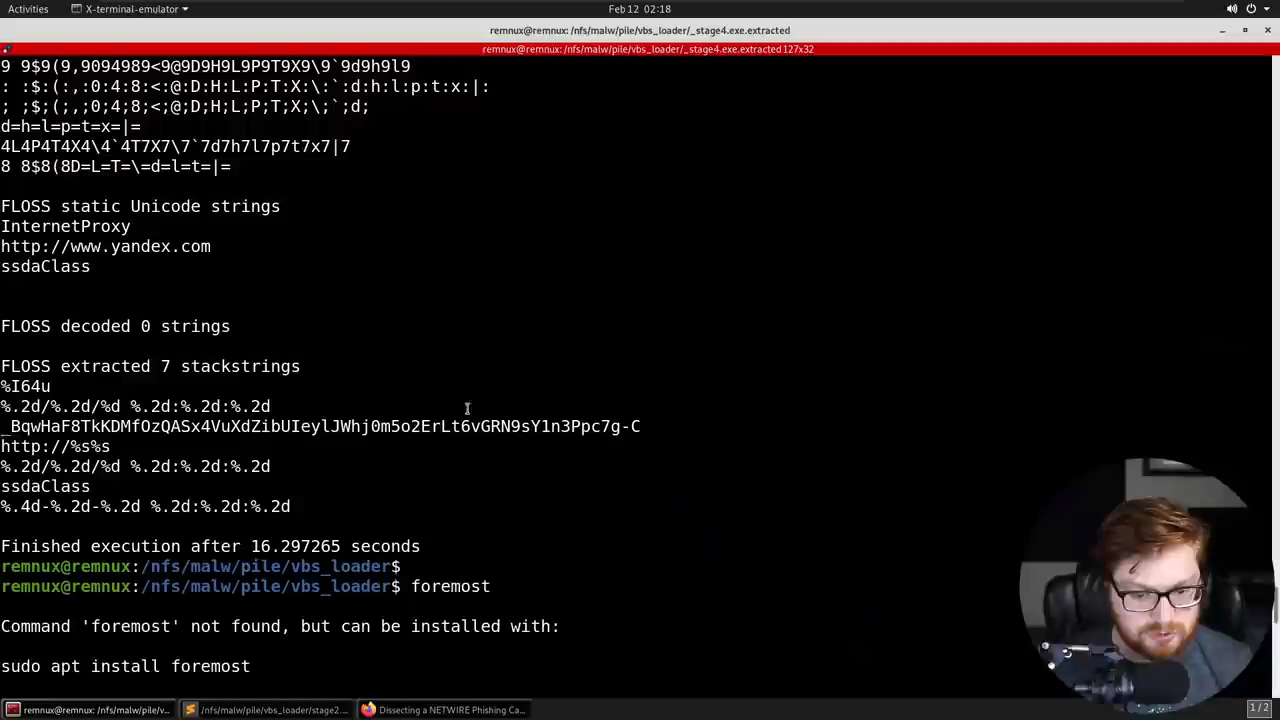 Activities
X-terminal-emulator
Feb 12 02:18
remnux@remnux: /nfs/malw/pile/vbs_loader/_stage4.exe.extracted
remnux@remnux: /nfs/malw/pile/vbs_loader/_stage4.exe.extracted 127x32
9 9$9(9,9094989<9@9D9H9L9P9T9X9\9`9d9h9l9
: :$:(:,:0:4:8:<:@:D:H:L:P:T:X:\:`:d:h:l:p:t:x:|:
; ;$;(;,;0;4;8;<;@;D;H;L;P;T;X;\;`;d;
d=h=l=p=t=x=|=
4L4P4T4X4\4`4T7X7\7`7d7h7l7p7t7x7|7
8 8$8(8D=L=T=\=d=l=t=|=
FLOSS static Unicode strings
InternetProxy
http://www.yandex.com
ssdaClass
FLOSS decoded 0 strings
FLOSS extracted 7 stackstrings
%I64u
%.2d/%.2d/%d %.2d:%.2d:%.2d
_BqwHaF8TkKDMfOzQASx4VuXdZibUIeylJWhj0m5o2ErLt6vGRN9sY1n3Ppc7g-C
http://%s%s
%.2d/%.2d/%d %.2d:%.2d:%.2d
ssdaClass
%.4d-%.2d-%.2d %.2d:%.2d:%.2d
Finished execution after 16.297265 seconds
remnux@remnux:/nfs/malw/pile/vbs_loader$
remnux@remnux:/nfs/malw/pile/vbs_loader$ foremost
Command 'foremost' not found, but can be installed with:
sudo apt install foremost
remnux@remnux: /nfs/malw/pile/v...
/nfs/malw/pile/vbs_loader/stage2....
Dissecting a NETWIRE Phishing Ca...
1/2